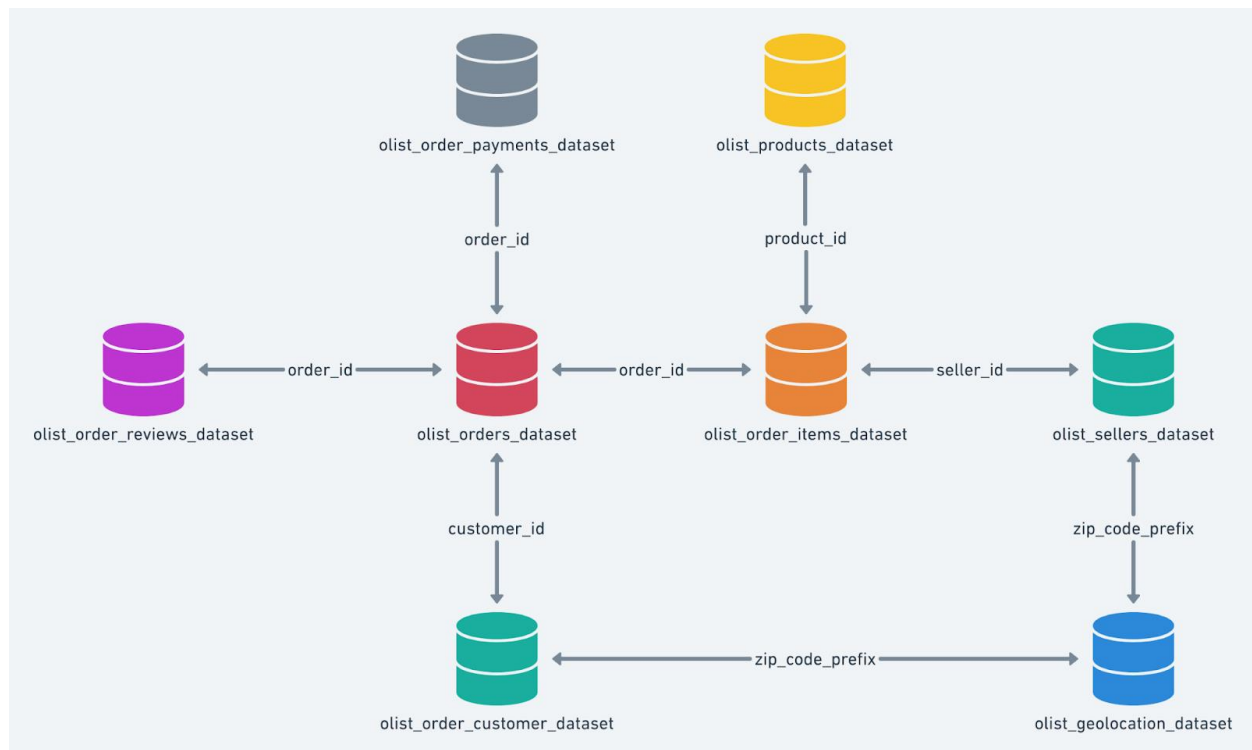 olist_order_payments_dataset
olist_products_dataset
order_id
product_id
order_id
order_id
seller_id
olist_order_reviews_dataset
olist_orders_dataset
olist_order_items_dataset
olist_sellers_dataset
customer_id
zip_code_prefix
zip_code_prefix
olist_order_customer_dataset
olist_geolocation_dataset